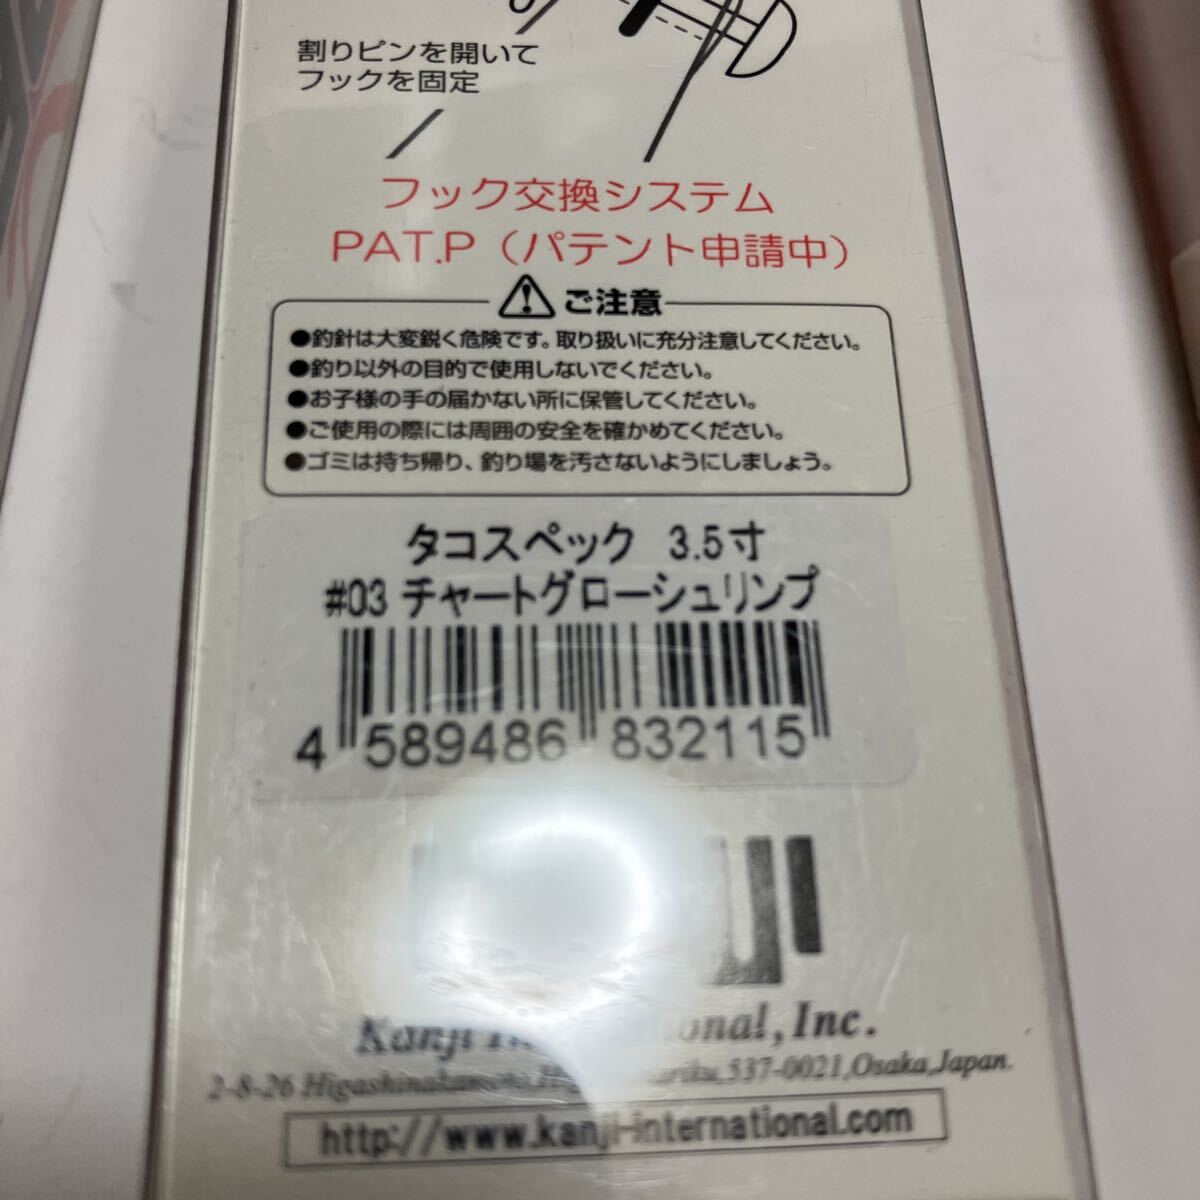 割りピンを開いて
フックを固定
フック交換システム
PAT.P（パテント申請中）
ご注意
●釣針は大変鋭く危険です。取り扱いに充分注意してください。
●釣り以外の目的で使用しないでください。
●お子様の手の届かない所に保管してください。
●ご使用の際には周囲の安全を確かめてください。
●ゴミは持ち帰り、釣り場を汚さないようにしましょう。
タコスペック 3.5寸
#03 チャートグローシュリンプ
4 589486 832115
Kanji International, Inc.
2-8-26 Higashinakamoto, 537-0021, Osaka, Japan.
http://www.kanji-international.com